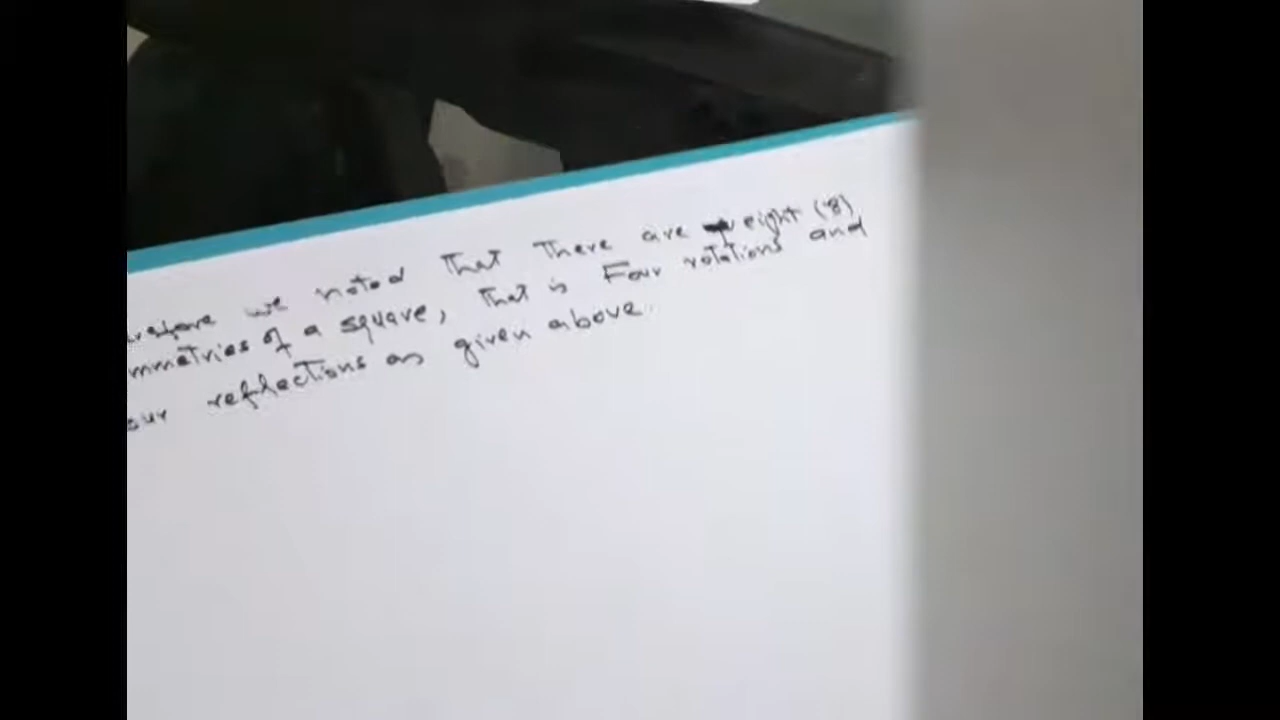 refore we noted that there are eight (8)
mmetries of a square, that is Four rotations and
our reflections as given above.